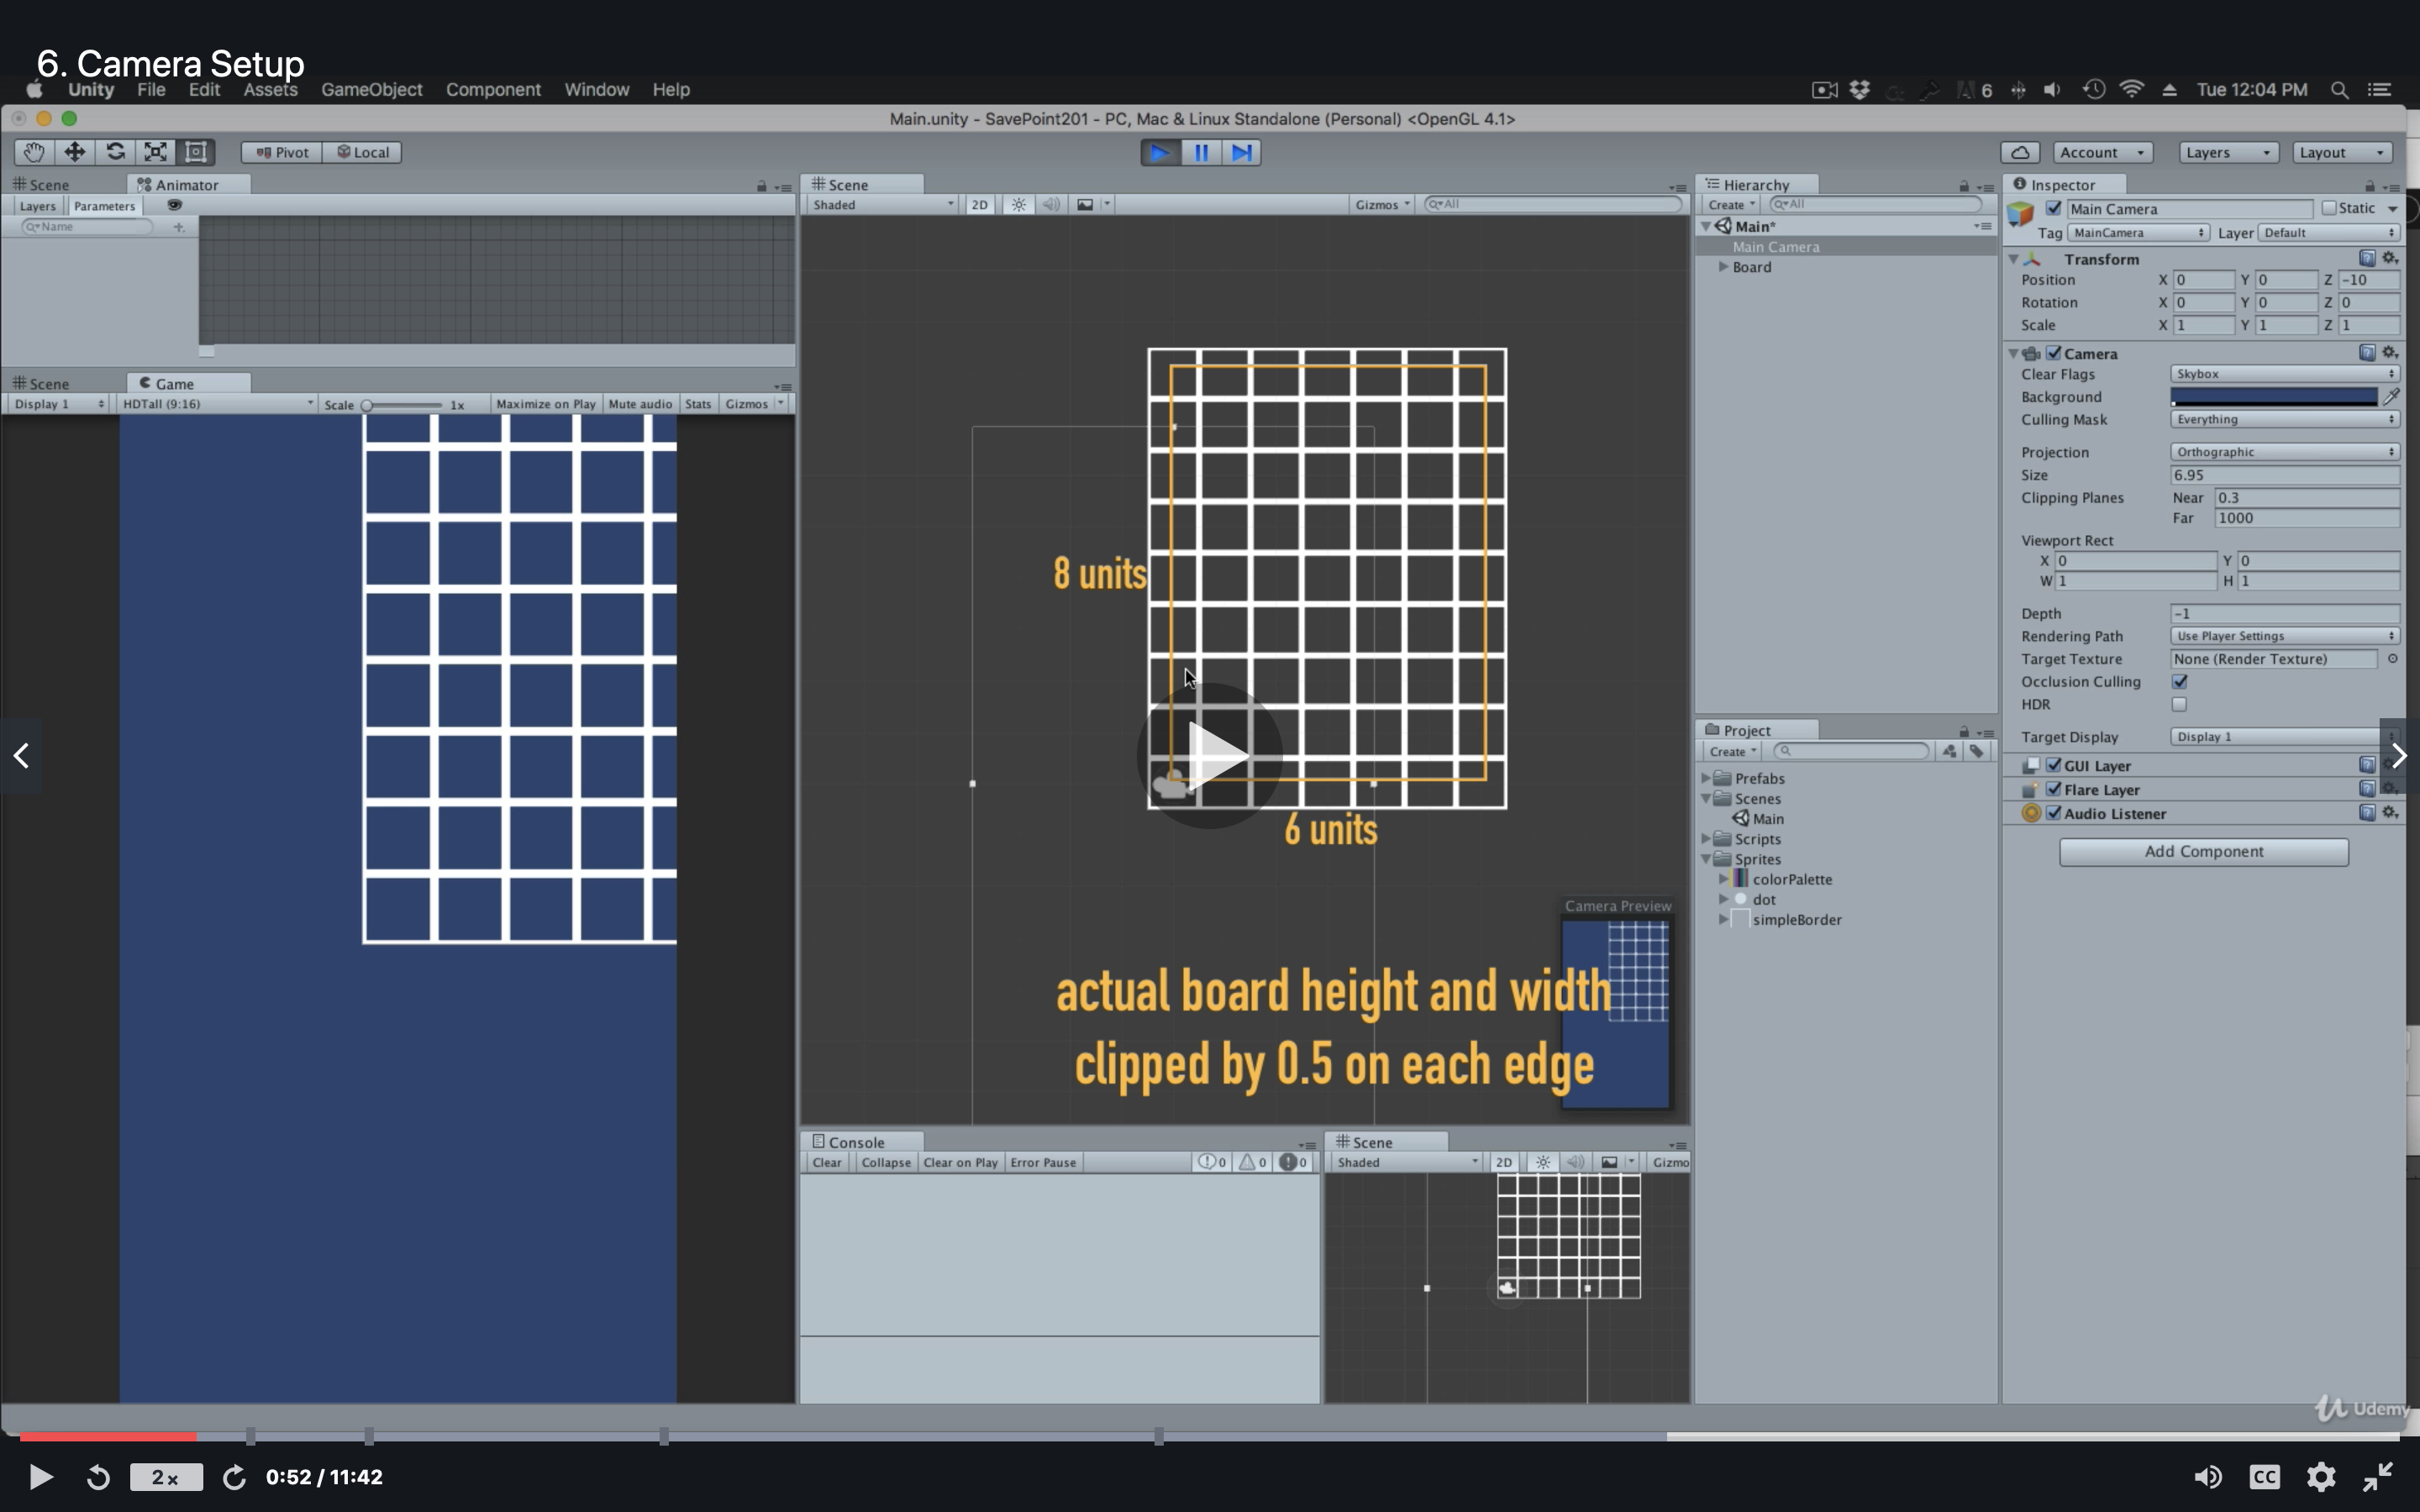 6. Camera Setup
Unity File Edit Assets GameObject Component Window Help
6 Tue 12:04 PM
Main.unity - SavePoint201 - PC, Mac & Linux Standalone (Personal) <OpenGL 4.1>
Pivot Local
Account Layers Layout
Scene Animator
Layers Parameters
Name
Scene Game
Display 1 HDTall (9:16) Scale 1x Maximize on Play Mute audio Stats Gizmos
Scene
Shaded 2D Gizmos All
8 units
6 units
Camera Preview
actual board height and width
clipped by 0.5 on each edge
Console
Clear Collapse Clear on Play Error Pause 0 0 0
Scene
Shaded 2D Gizmo
Hierarchy
Create All
Main*
Main Camera
Board
Project
Create
Prefabs
Scenes
Main
Scripts
Sprites
colorPalette
dot
simpleBorder
Inspector
Main Camera Static
Tag MainCamera Layer Default
Transform
Position X 0 Y 0 Z -10
Rotation X 0 Y 0 Z 0
Scale X 1 Y 1 Z 1
Camera
Clear Flags Skybox
Background
Culling Mask Everything
Projection Orthographic
Size 6.95
Clipping Planes Near 0.3
Far 1000
Viewport Rect
X 0 Y 0
W 1 H 1
Depth -1
Rendering Path Use Player Settings
Target Texture None (Render Texture)
Occlusion Culling
HDR
Target Display Display 1
GUI Layer
Flare Layer
Audio Listener
Add Component
Udemy
2x 0:52 / 11:42 CC